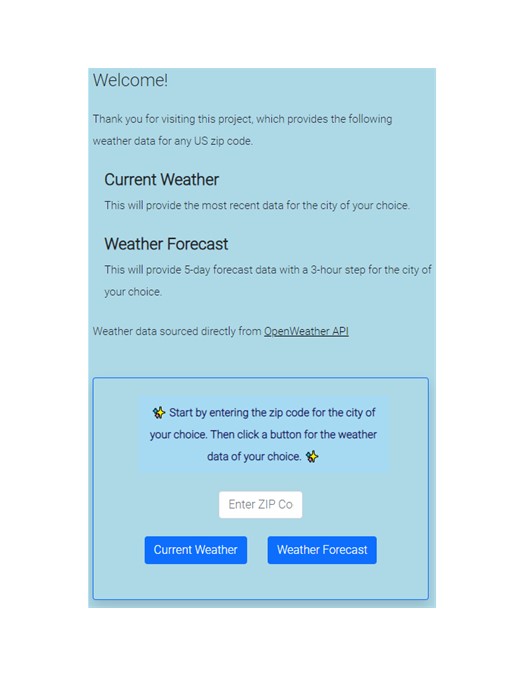 Welcome!
Thank you for visiting this project, which provides the following
weather data for any US zip code.
Current Weather
This will provide the most recent data for the city of your choice.
Weather Forecast
This will provide 5-day forecast data with a 3-hour step for the city of
your choice.
Weather data sourced directly from OpenWeather API
✨ Start by entering the zip code for the city of
your choice. Then click a button for the weather
data of your choice. ✨
Enter ZIP Co
Current Weather Weather Forecast